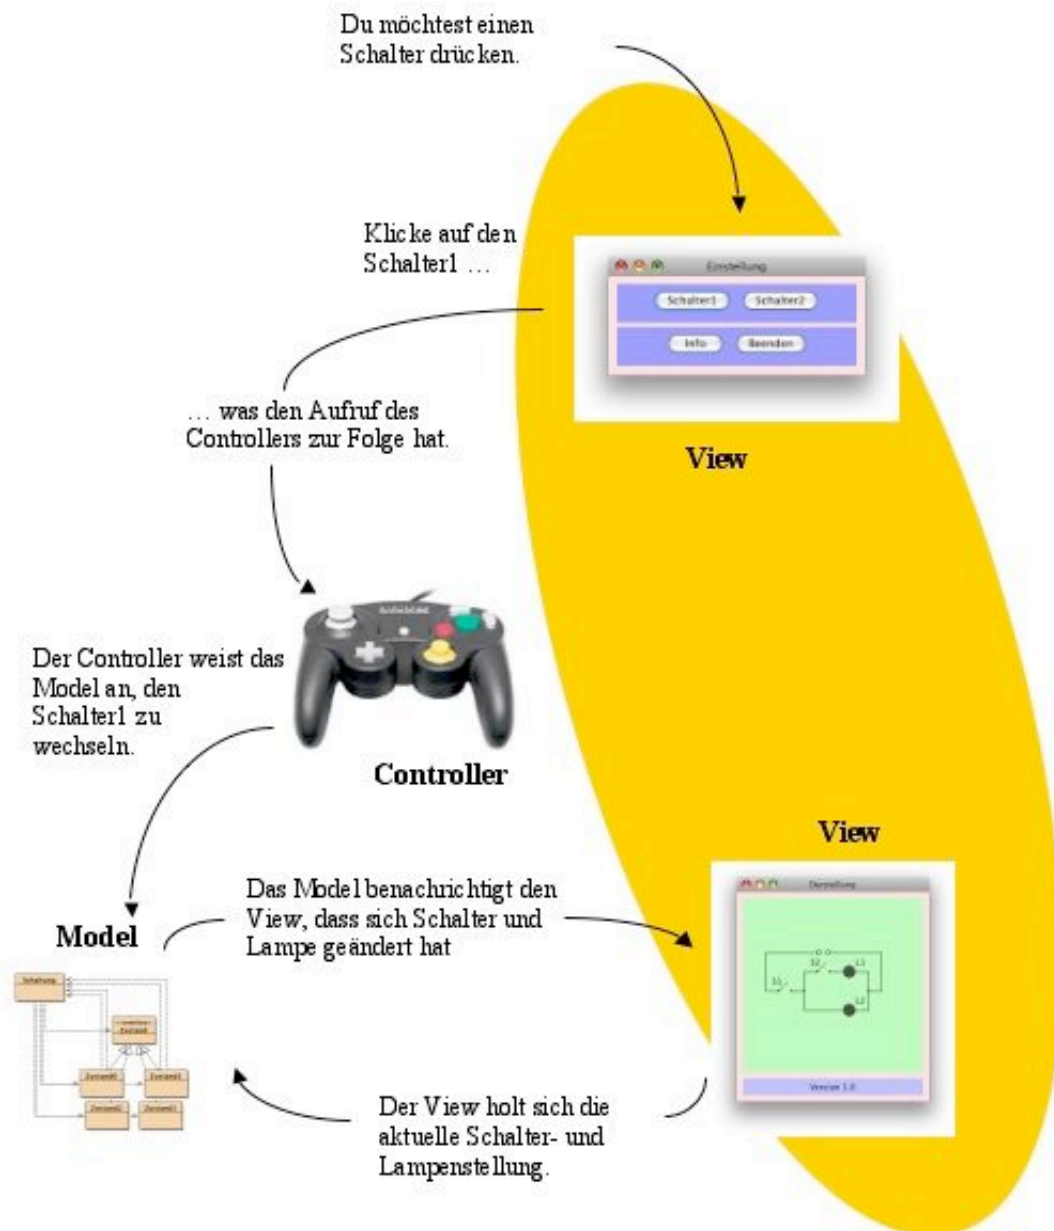 Du möchtest einen
Schalter drücken.
Klicke auf den
Schalter1 …
Einstellung
Schalter1 Schalter2
Info Beenden
… was den Aufruf des
Controllers zur Folge hat.
View
Der Controller weist das
Model an, den
Schalter1 zu
wechseln.
Controller
View
Das Model benachrichtigt den
View, dass sich Schalter und
Lampe geändert hat
Model
Darstellung
S2 L1
S1
L2
Version 1.0
Schaltung
Zustand
Der View holt sich die
aktuelle Schalter- und
Lampenstellung.